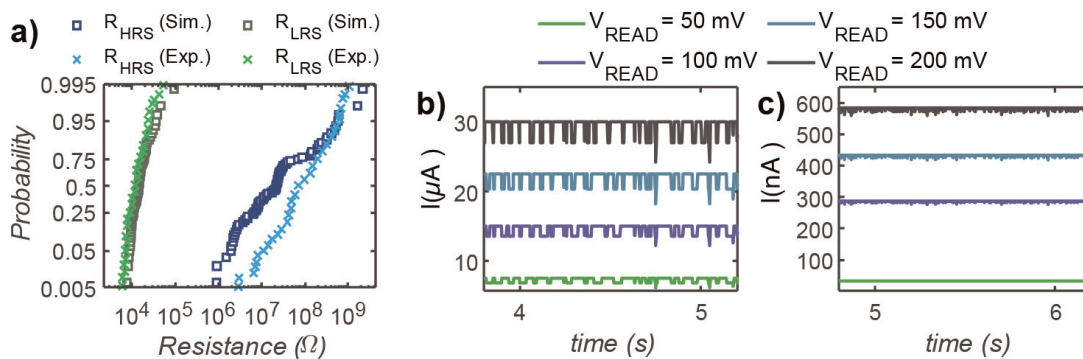 a)
R_HRS (Sim.) R_LRS (Sim.)
R_HRS (Exp.) R_LRS (Exp.)
0.995
0.95
0.75
0.5
0.25
0.05
0.005
Probability
10^4 10^5 10^6 10^7 10^8 10^9
Resistance (Ω)
V_READ = 50 mV V_READ = 150 mV
V_READ = 100 mV V_READ = 200 mV
b)
30
20
10
I(µA)
4 5
time (s)
c)
600
500
400
300
200
100
I(nA)
5 6
time (s)